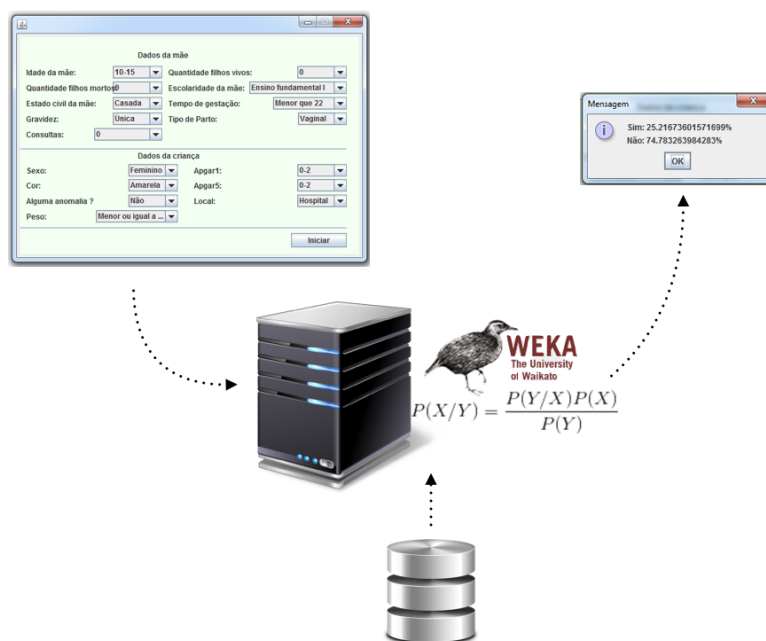 Dados da mãe
Idade da mãe: 10-15 Quantidade filhos vivos: 0
Quantidade filhos mortos: 0 Escolaridade da mãe: Ensino fundamental I
Estado civil da mãe: Casada Tempo de gestação: Menor que 22
Gravidez: Única Tipo de Parto: Vaginal
Consultas: 0
Dados da criança
Sexo: Feminino Apgar1: 0-2
Cor: Amarela Apgar5: 0-2
Alguma anomalia ? Não Local: Hospital
Peso: Menor ou igual a ...
Iniciar
Mensagem
Sim: 25.21673601571699%
Não: 74.783263984283%
OK
WEKA
The University
of Waikato
P(X/Y) = P(Y/X)P(X)
P(Y)